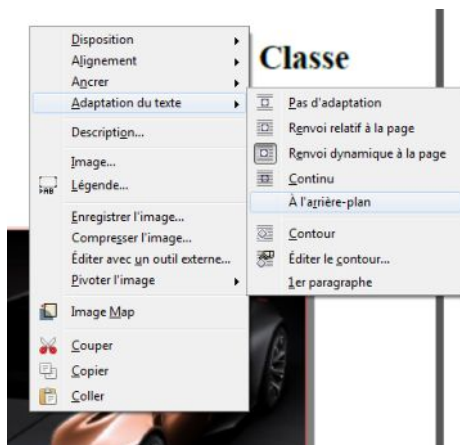 Disposition
Alignement
Ancrer
Adaptation du texte
Description...
Image...
Légende...
Enregistrer l'image...
Compresser l'image...
Éditer avec un outil externe...
Pivoter l'image
Image Map
Couper
Copier
Coller
Classe
Pas d'adaptation
Renvoi relatif à la page
Renvoi dynamique à la page
Continu
À l'arrière-plan
Contour
Éditer le contour...
1er paragraphe